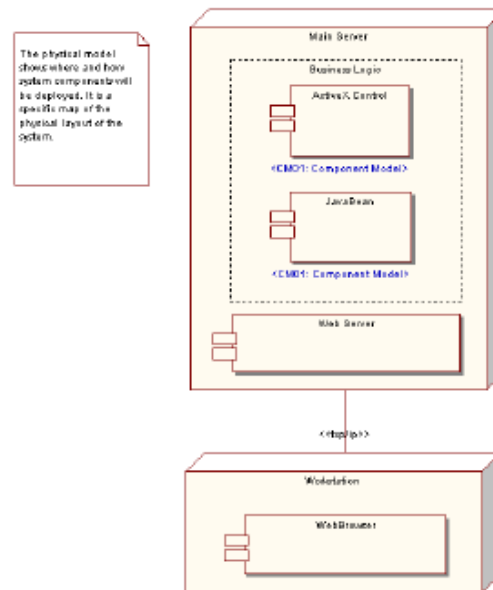 The physical model
shows where and how
system components will
be deployed. It is a
specific map of the
physical layout of the
system.
Main Server
Business Logic
ActiveX Control
<CM01: Component Model>
JavaBean
<CM01: Component Model>
Web Server
Workstation
WebBrowser